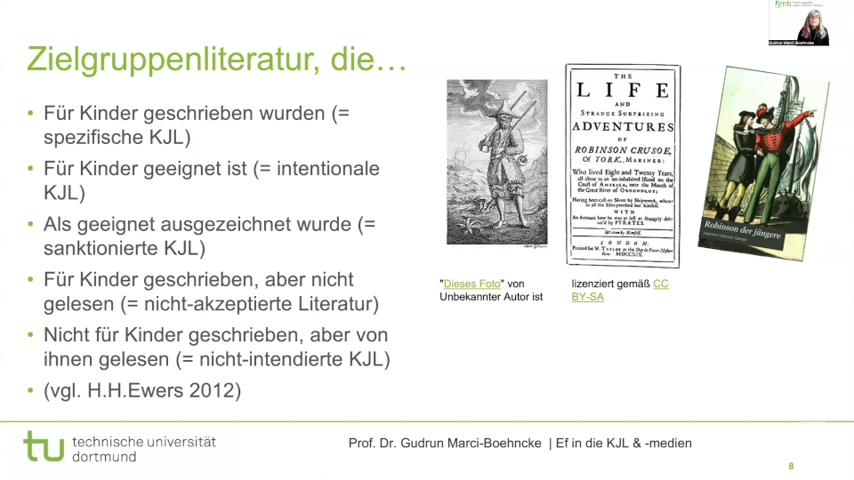 Zielgruppenliteratur, die…
• Für Kinder geschrieben wurden (=
spezifische KJL)
• Für Kinder geeignet ist (= intentionale
KJL)
• Als geeignet ausgezeichnet wurde (=
sanktionierte KJL)
• Für Kinder geschrieben, aber nicht
gelesen (= nicht-akzeptierte Literatur)
• Nicht für Kinder geschrieben, aber von
ihnen gelesen (= nicht-intendierte KJL)
• (vgl. H.H.Ewers 2012)
THE
LIFE
AND
STRANGE SURPRIZING
ADVENTURES
OF
ROBINSON CRUSOE,
Of YORK, MARINER:
Who lived Eight and Twenty Years,
all alone in an un-inhabited Island on the
Coast of AMERICA, near the Mouth of
the Great River of OROONOQUE;
Having been cast on Shore by Shipwreck, where-
in all the Men perished but himself.
WITH
An Account how he was at last as strangely deli-
ver'd by PYRATES.
Written by Himself.
LONDON:
Printed for W. TAYLOR at the Ship in Pater-Noster-
Row. MDCCXIX.
Robinson der Jüngere
"Dieses Foto" von
Unbekannter Autor ist
lizenziert gemäß CC
BY-SA
jmb
Gudrun Marci-Boehncke
tu technische universität
dortmund
Prof. Dr. Gudrun Marci-Boehncke | Ef in die KJL & -medien
8